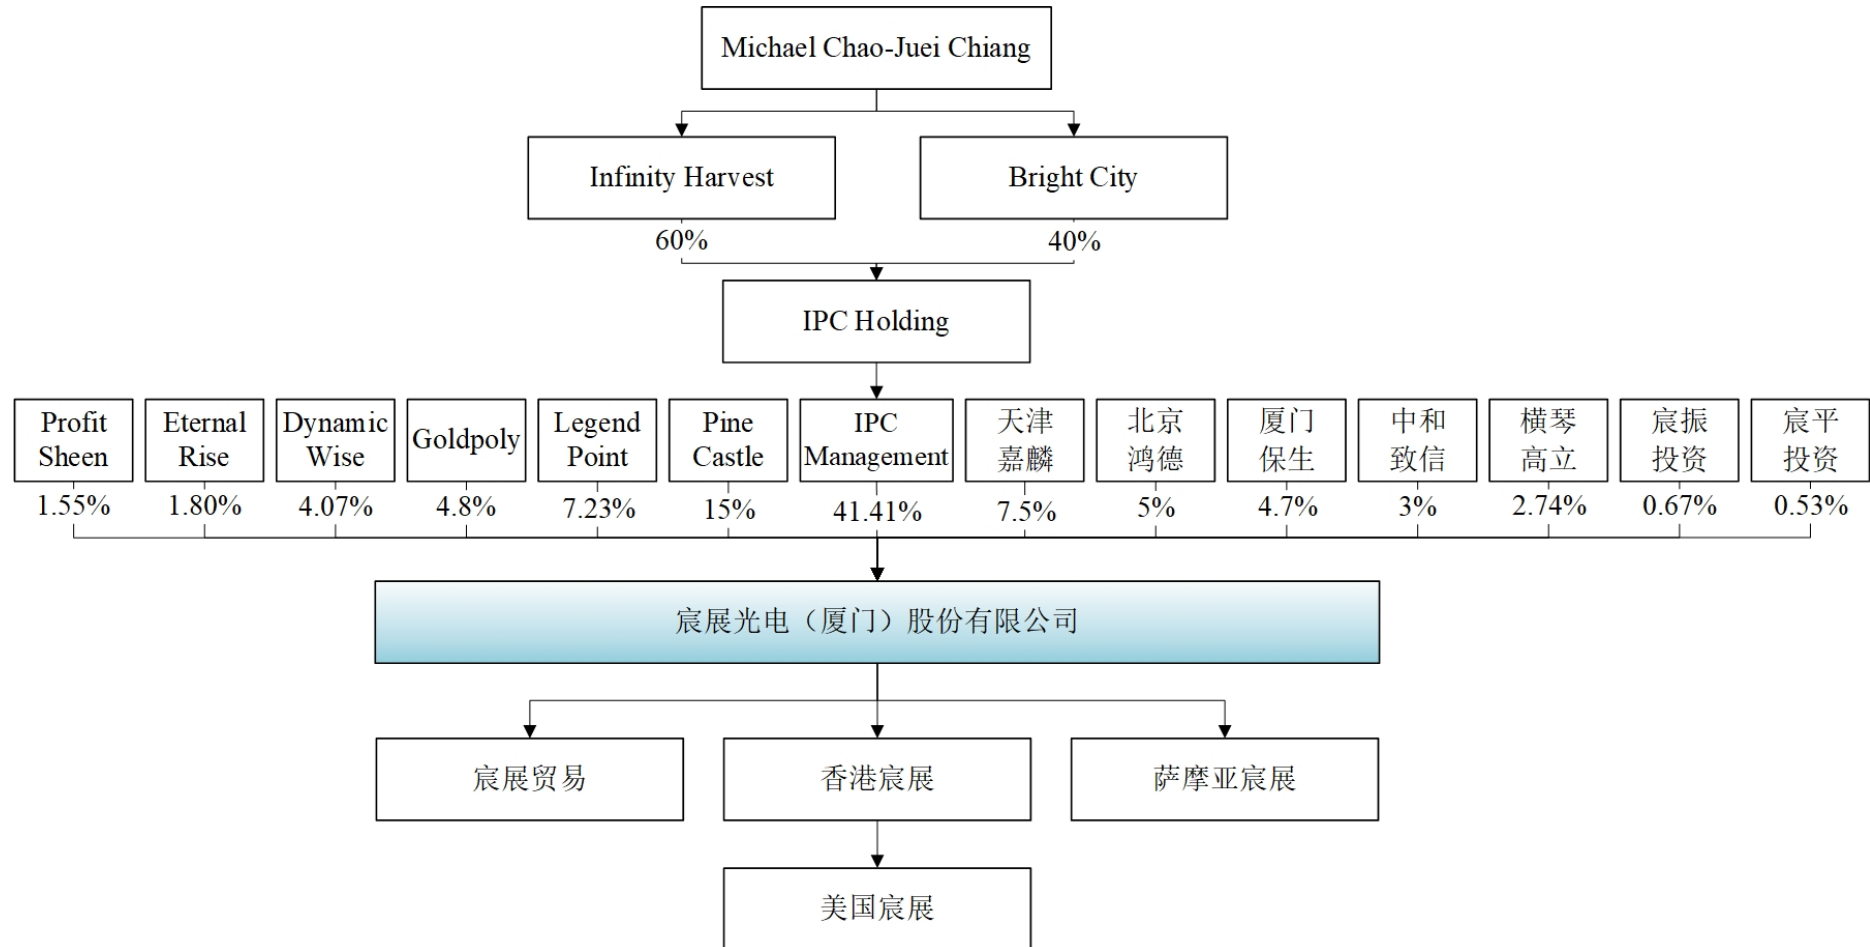 Michael Chao-Juei Chiang
Infinity Harvest
Bright City
60%
40%
IPC Holding
Profit
Sheen
Eternal
Rise
Dynamic
Wise
Goldpoly
Legend
Point
Pine
Castle
IPC
Management
天津
嘉麟
北京
鸿德
厦门
保生
中和
致信
横琴
高立
宸振
投资
宸平
投资
1.55%
1.80%
4.07%
4.8%
7.23%
15%
41.41%
7.5%
5%
4.7%
3%
2.74%
0.67%
0.53%
宸展光电（厦门）股份有限公司
宸展贸易
香港宸展
萨摩亚宸展
美国宸展